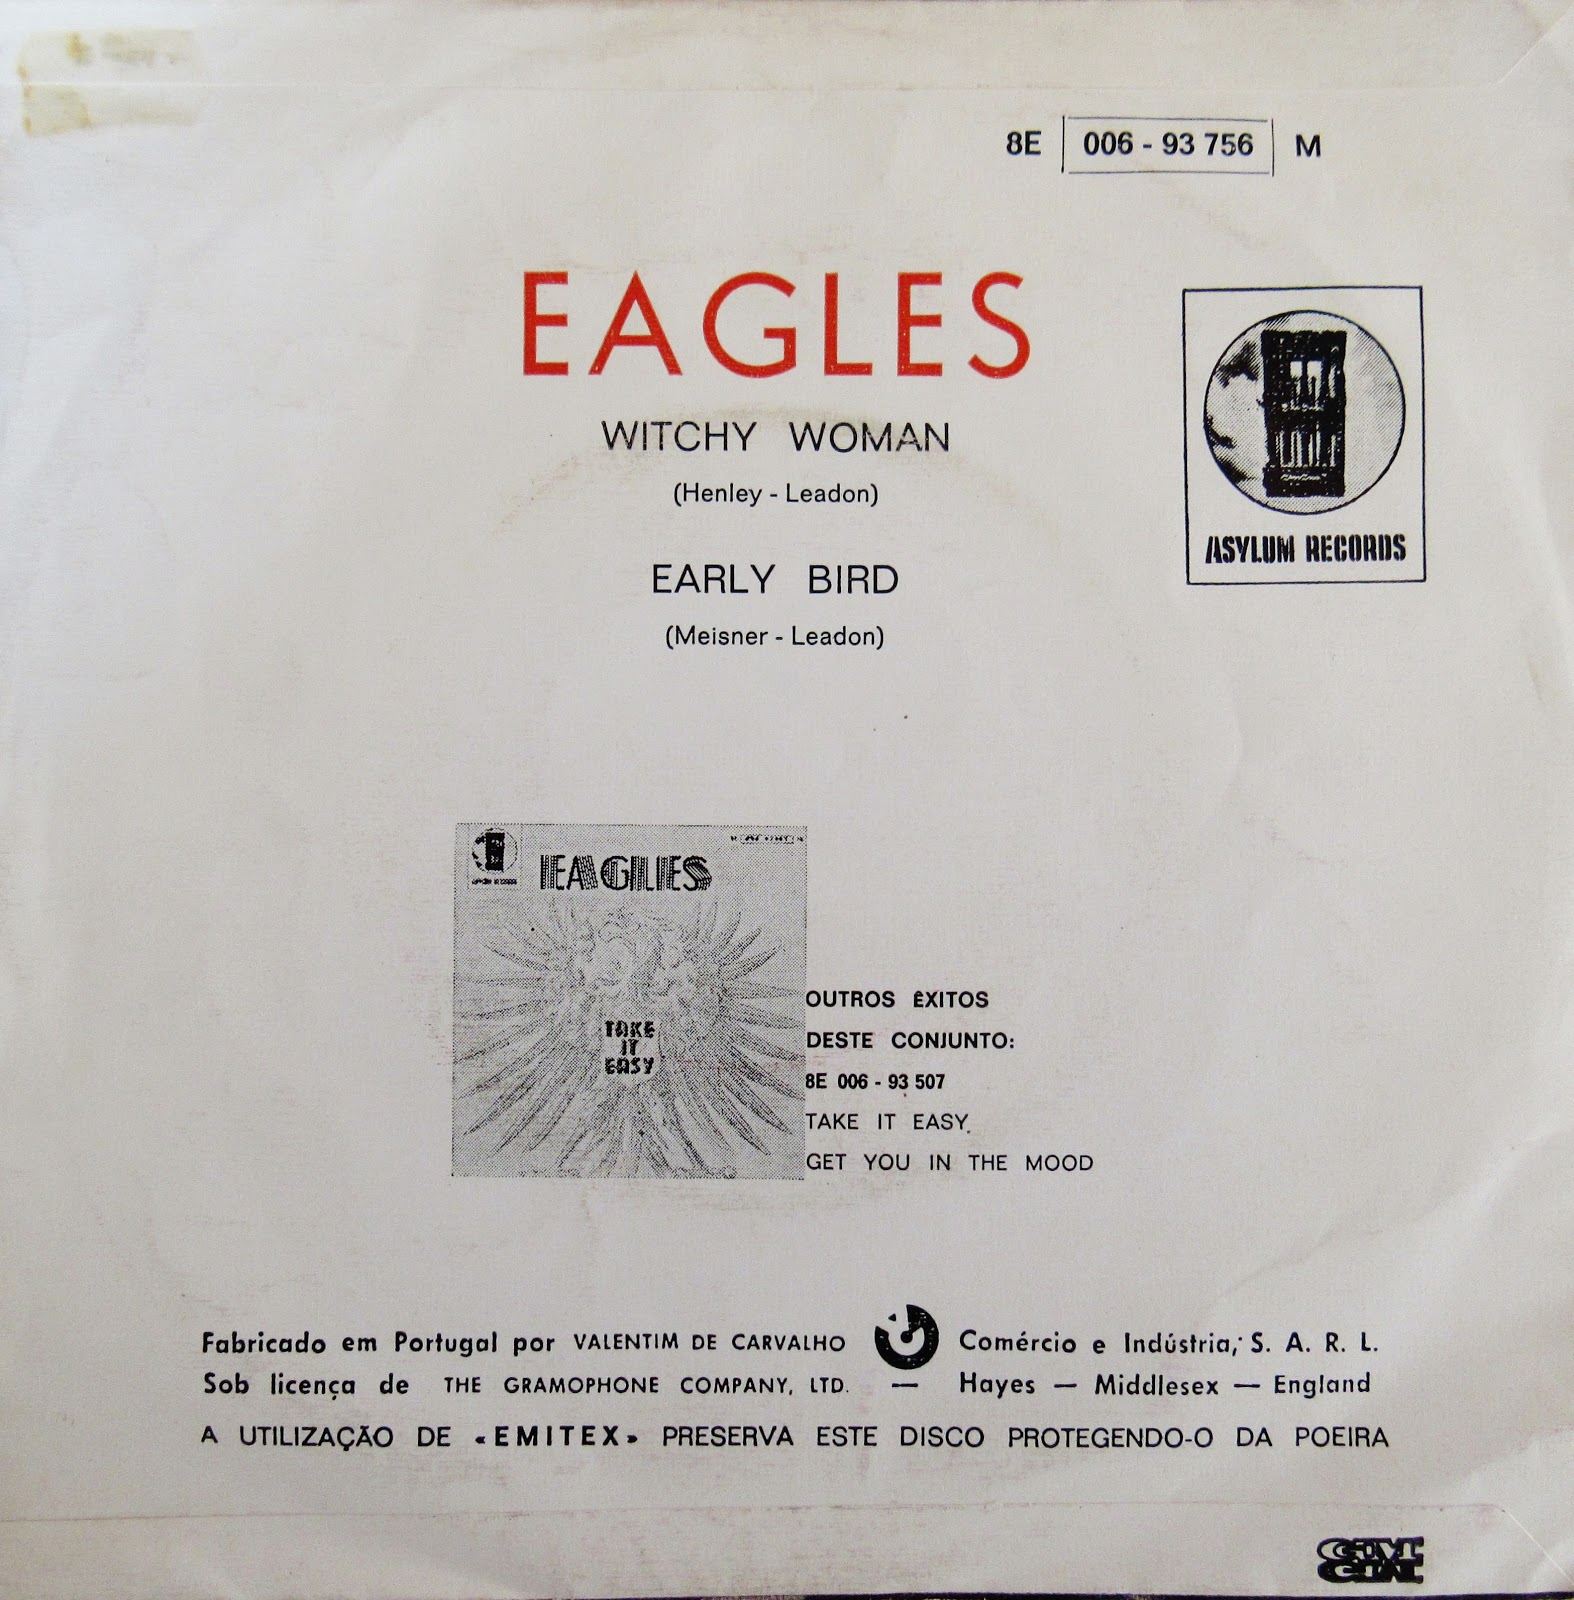 8E 006 - 93 756 M
EAGLES
WITCHY WOMAN
(Henley - Leadon)
EARLY BIRD
(Meisner - Leadon)
ASYLUM RECORDS
EAGLES
TAKE
IT
EASY
OUTROS ÊXITOS
DESTE CONJUNTO:
8E 006 - 93 507
TAKE IT EASY.
GET YOU IN THE MOOD
Fabricado em Portugal por VALENTIM DE CARVALHO Comércio e Indústria, S. A. R. L.
Sob licença de THE GRAMOPHONE COMPANY, LTD. — Hayes — Middlesex — England
A UTILIZAÇÃO DE «EMITEX» PRESERVA ESTE DISCO PROTEGENDO-O DA POEIRA